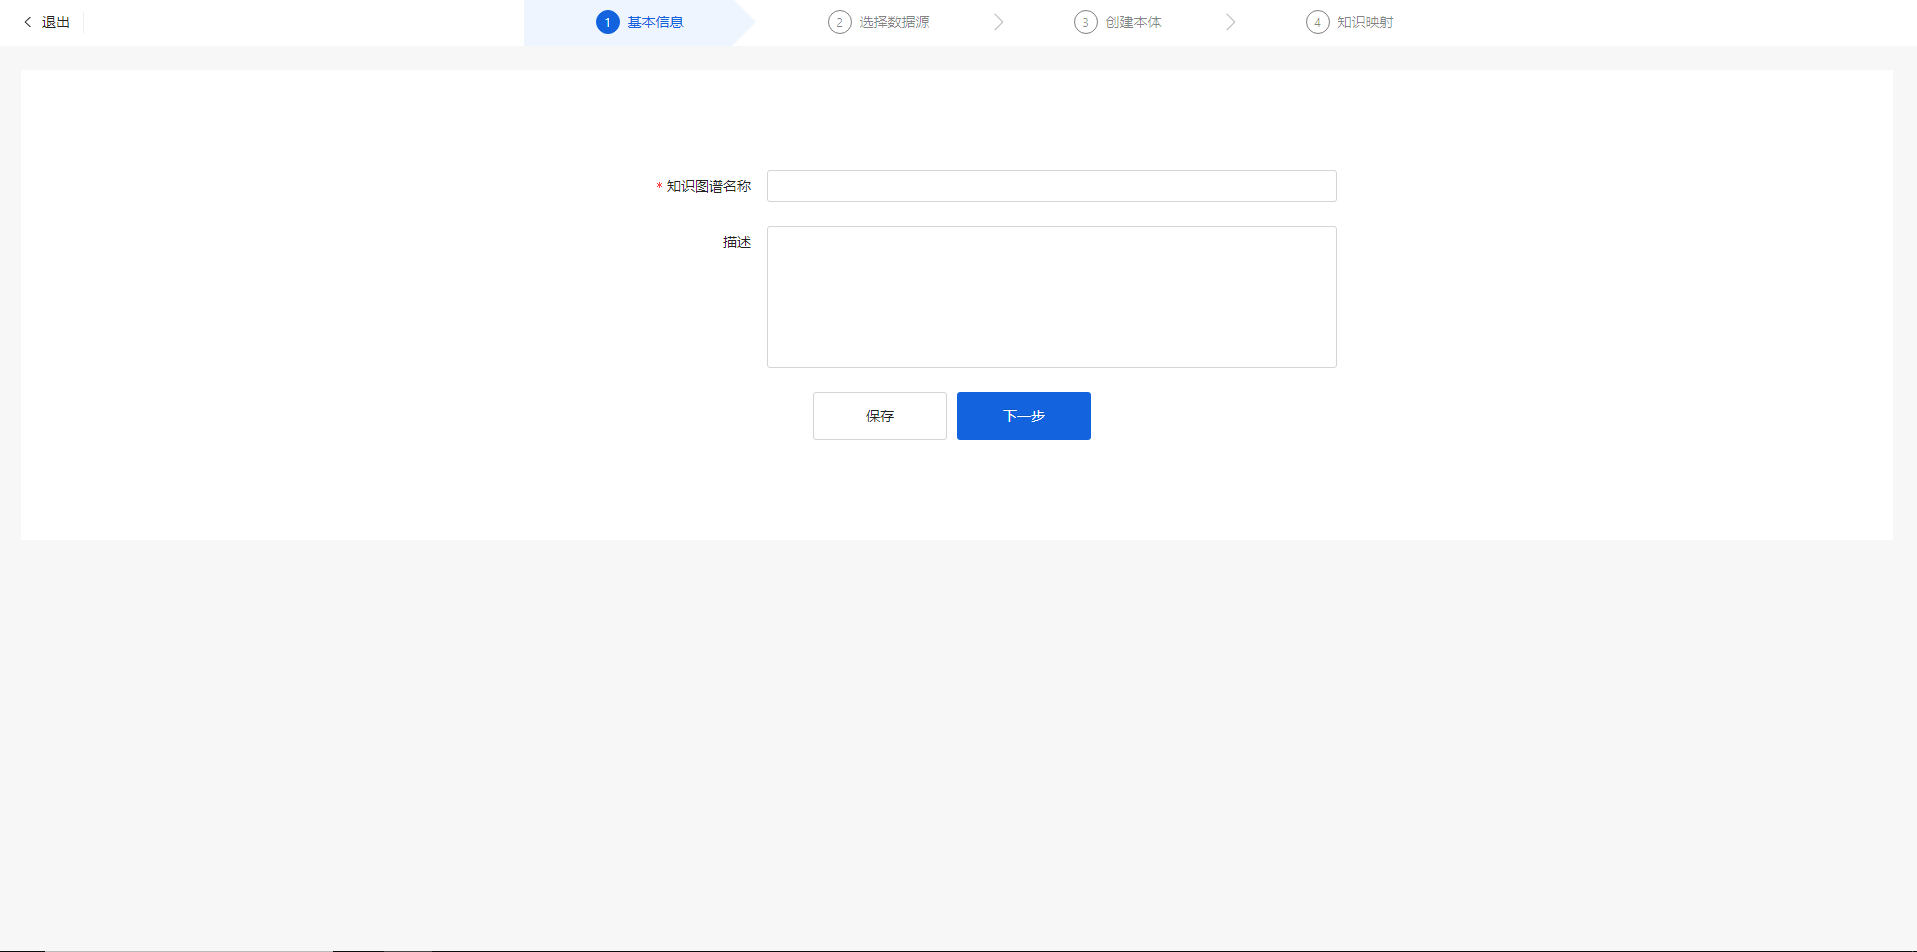 退出
1 基本信息
2 选择数据源
3 创建本体
4 知识映射
* 知识图谱名称
描述
保存
下一步